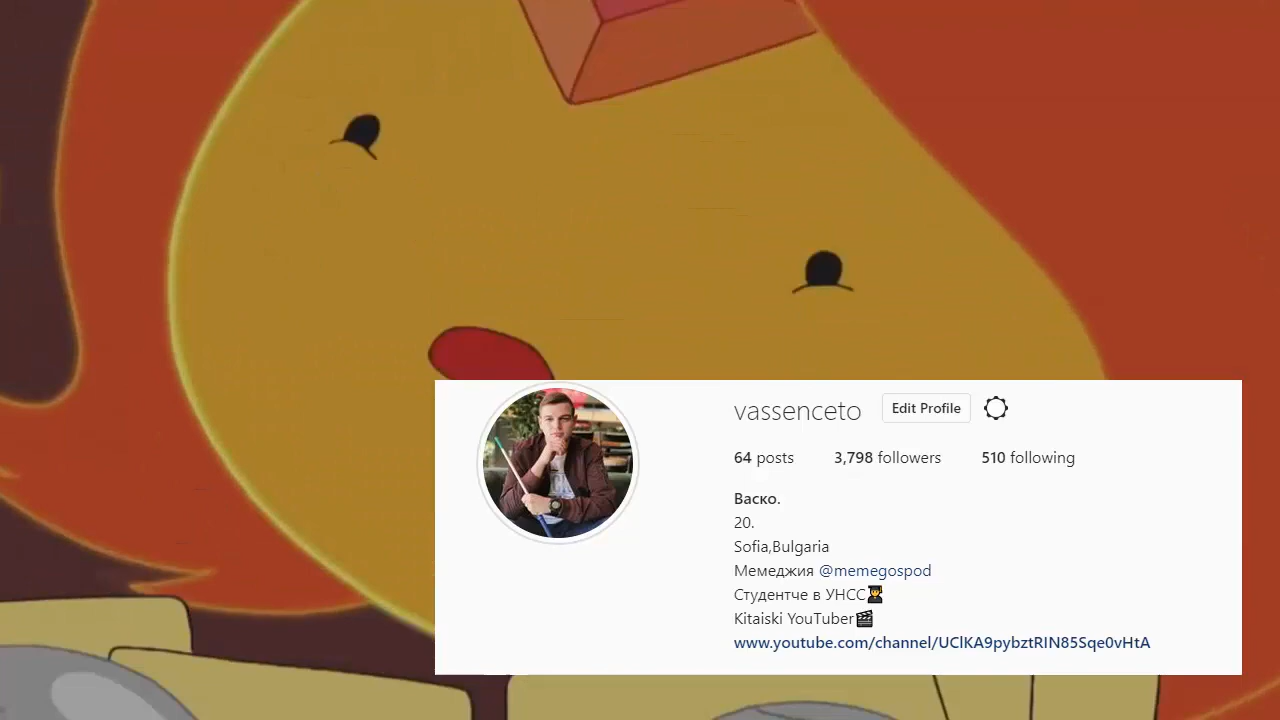 vassenceto Edit Profile
64 posts 3,798 followers 510 following
Васко.
20.
Sofia,Bulgaria
Мемеджия @memegospod
Студентче в УНСС👨‍🎓
Kitaiski YouTuber🎬
www.youtube.com/channel/UClKA9pybztRIN85Sqe0vHtA